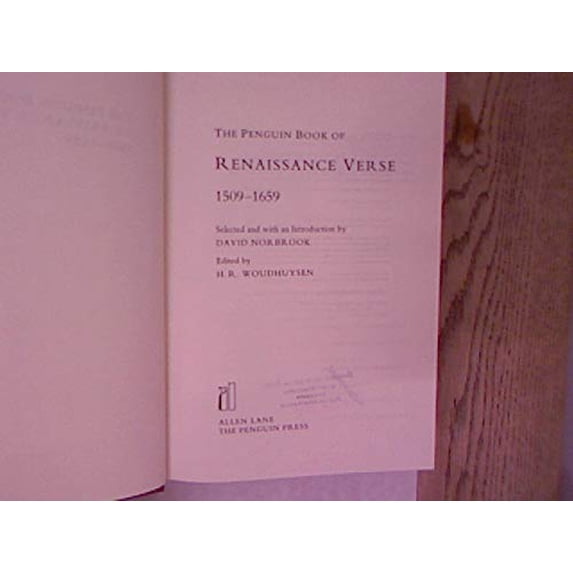 THE PENGUIN BOOK OF
RENAISSANCE VERSE
1509–1659
Selected and with an Introduction by
DAVID NORBROOK
Edited by
H. R. WOUDHUYSEN
ALLEN LANE
THE PENGUIN PRESS